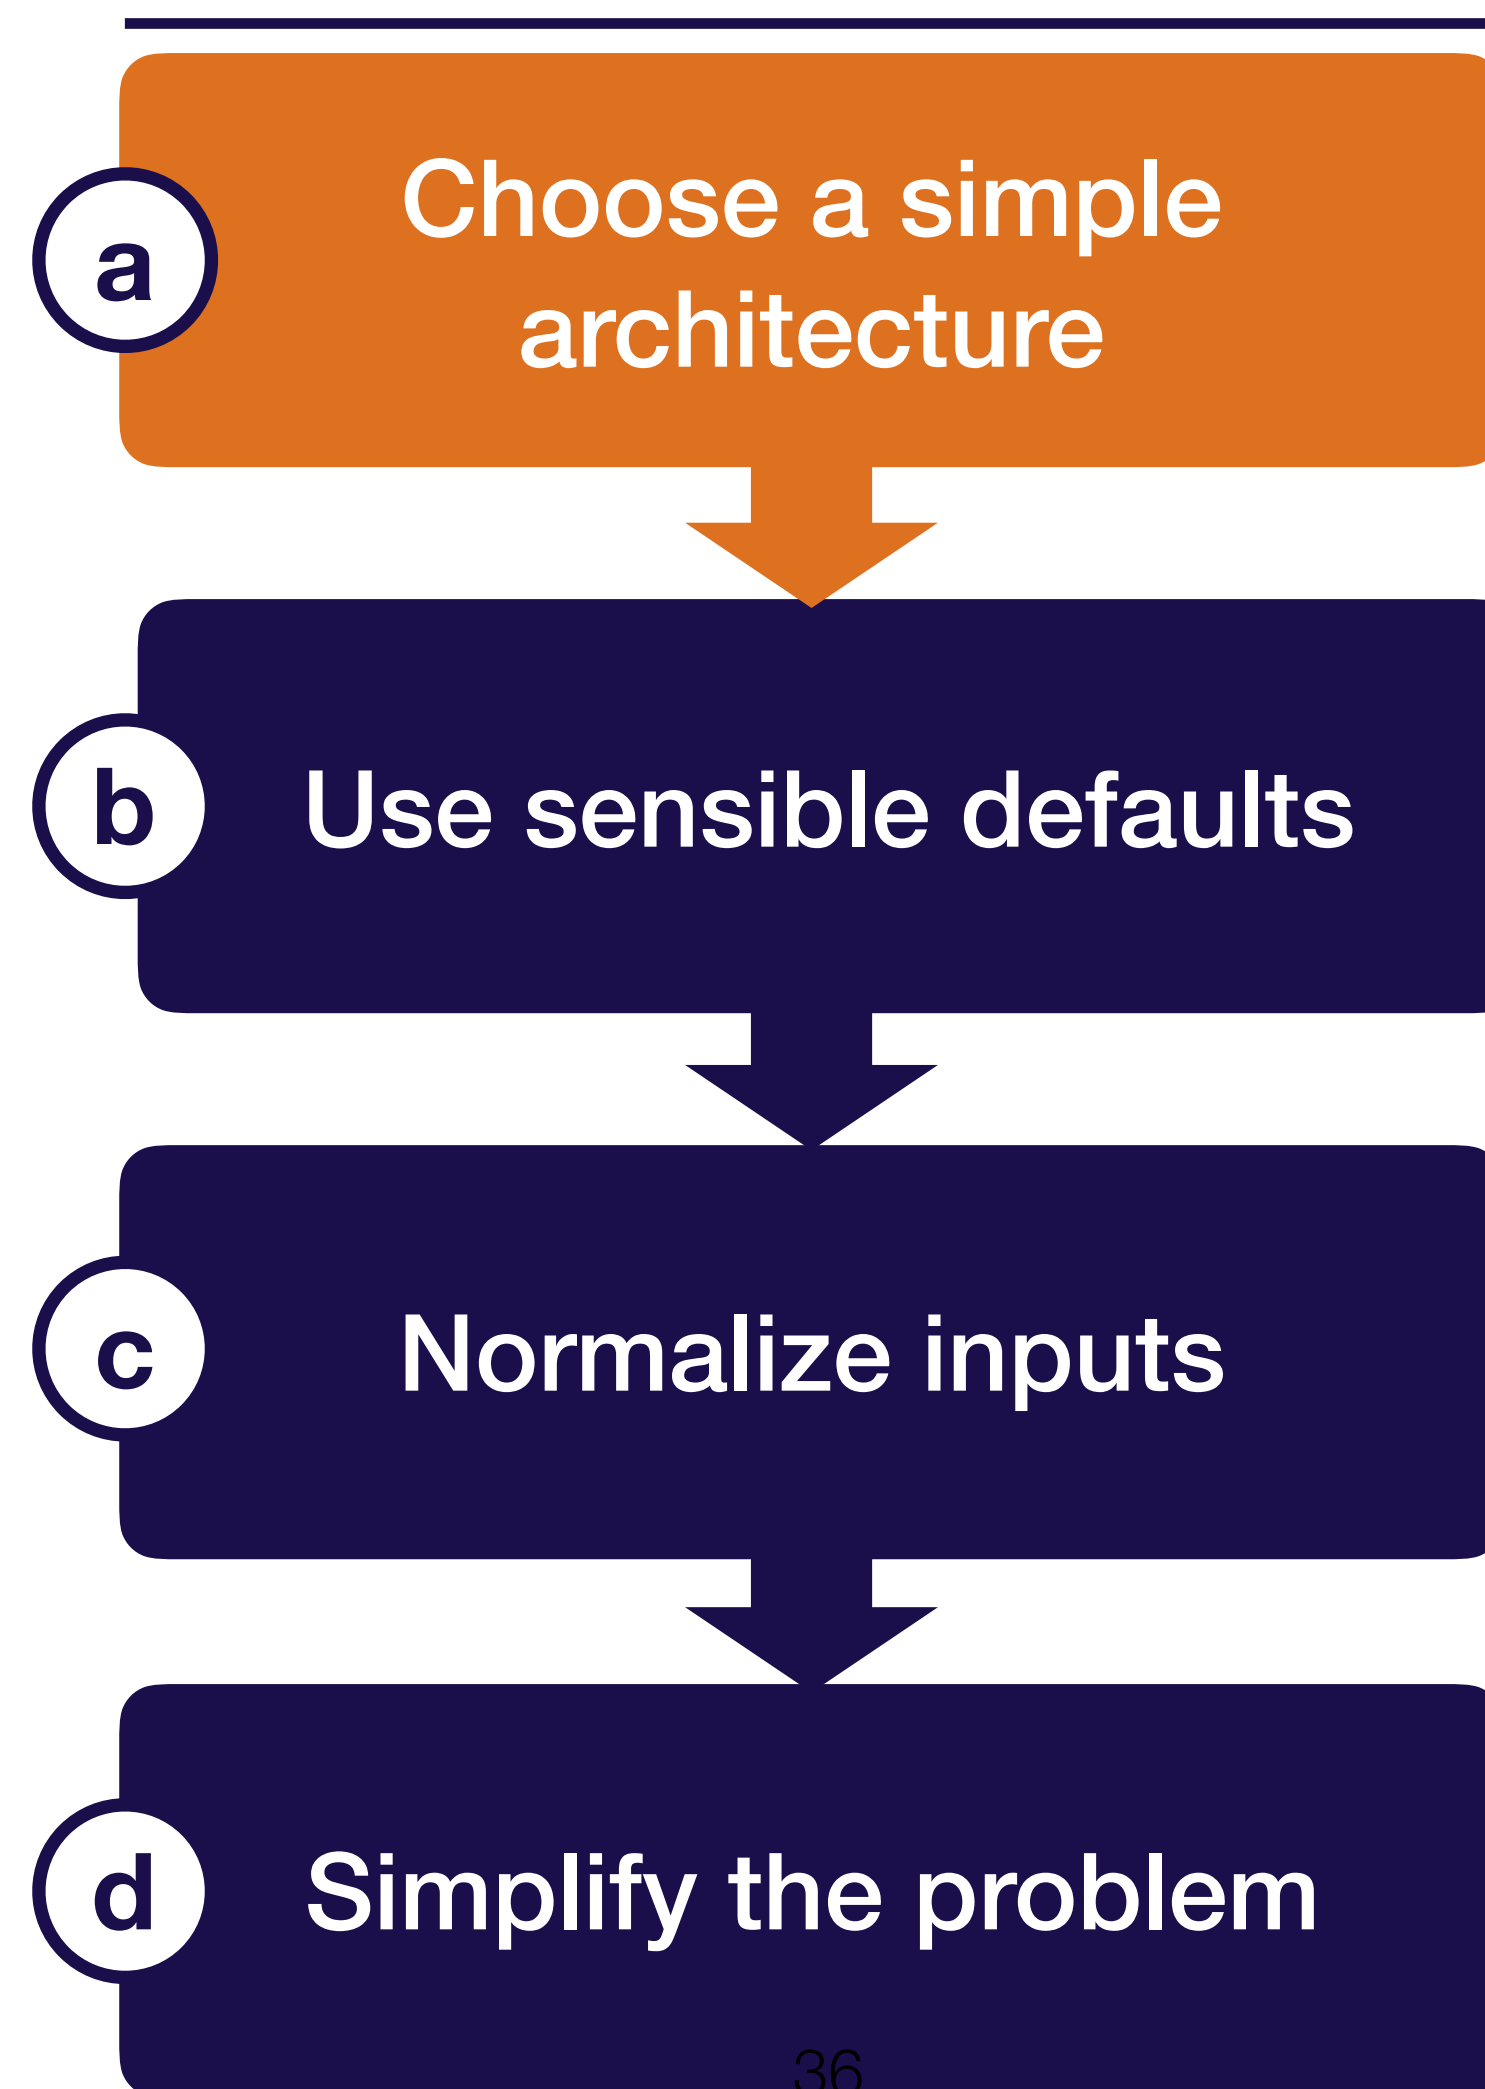 a
Choose a simple
architecture
b
Use sensible defaults
c
Normalize inputs
d
Simplify the problem
36